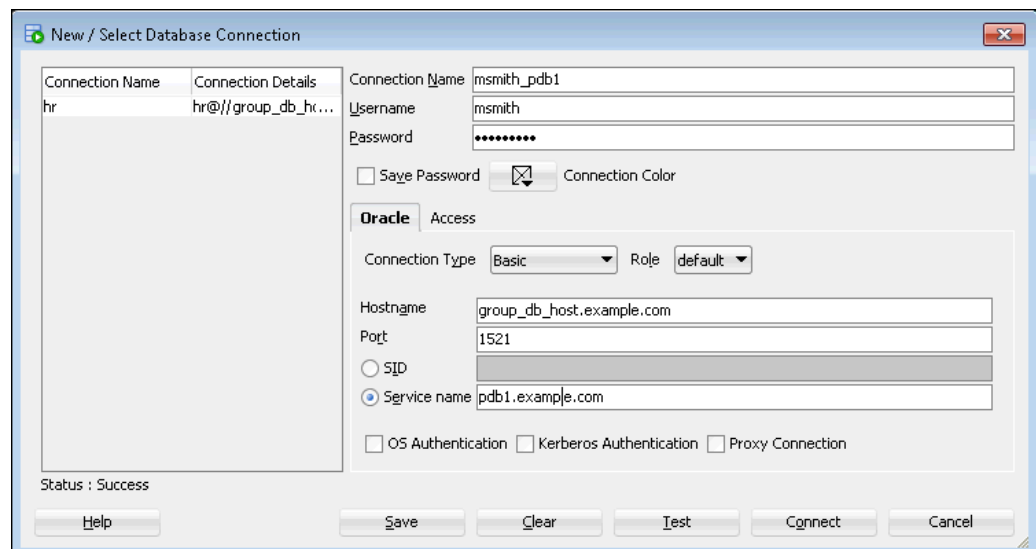 New / Select Database Connection
Connection Name Connection Details
hr hr@//group_db_h...
Connection Name msmith_pdb1
Username msmith
Password •••••••••
Save Password Connection Color
Oracle Access
Connection Type Basic Role default
Hostname group_db_host.example.com
Port 1521
SID
Service name pdb1.example.com
OS Authentication Kerberos Authentication Proxy Connection
Status : Success
Help Save Clear Test Connect Cancel